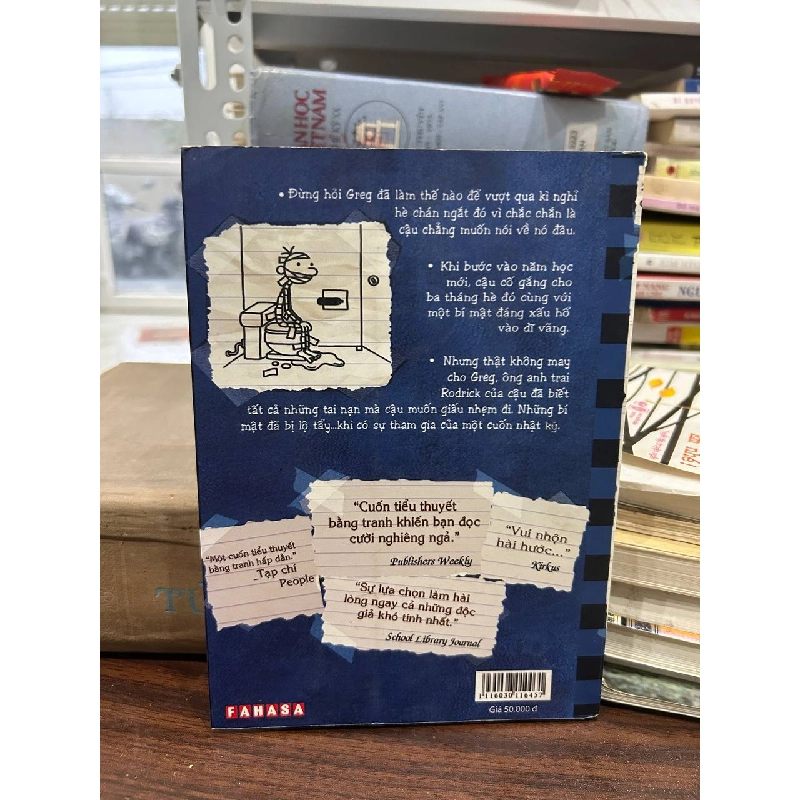 NHỌC
TNAM
• Đừng hỏi Greg đã làm thế nào để vượt qua kì nghỉ
hè chán ngắt đó vì chắc chắn là
cậu chẳng muốn nói về nó đâu.
• Khi bước vào năm học
mới, cậu cố gắng cho
ba tháng hè đó cùng với
một bí mật đáng xấu hổ
vào dĩ vãng.
• Nhưng thật không may
cho Greg, ông anh trai
Rodrick của cậu đã biết
tất cả những tai nạn mà cậu muốn giấu nhẹm đi. Những bí
mật đã bị lộ tẩy...khi có sự tham gia của một cuốn nhật ký.
"Cuốn tiểu thuyết
bằng tranh khiến bạn đọc
cười nghiêng ngả."
Publishers Weekly
"Vui nhộn
hài hước..."
Kirkus
"Một cuốn tiểu thuyết
bằng tranh hấp dẫn."
-Tạp chí
People
"Sự lựa chọn làm hài
lòng ngay cả những độc
giả khó tính nhất."
School Library Journal
1116030116437
Giá 50.000 đ
FAHASA